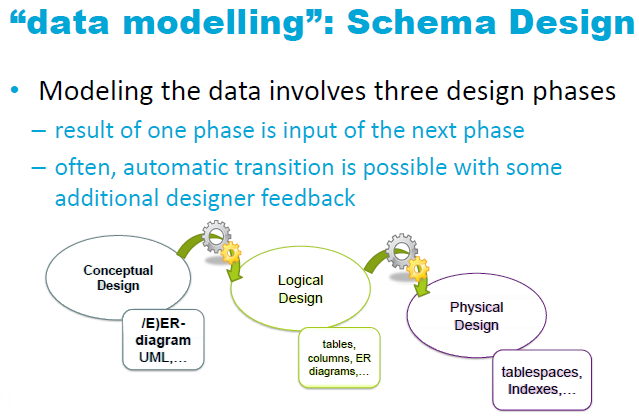 “data modelling”: Schema Design
• Modeling the data involves three design phases
– result of one phase is input of the next phase
– often, automatic transition is possible with some
additional designer feedback
Conceptual
Design
/E)ER-
diagram
UML,...
Logical
Design
tables,
columns, ER
diagrams,...
Physical
Design
tablespaces,
Indexes,...